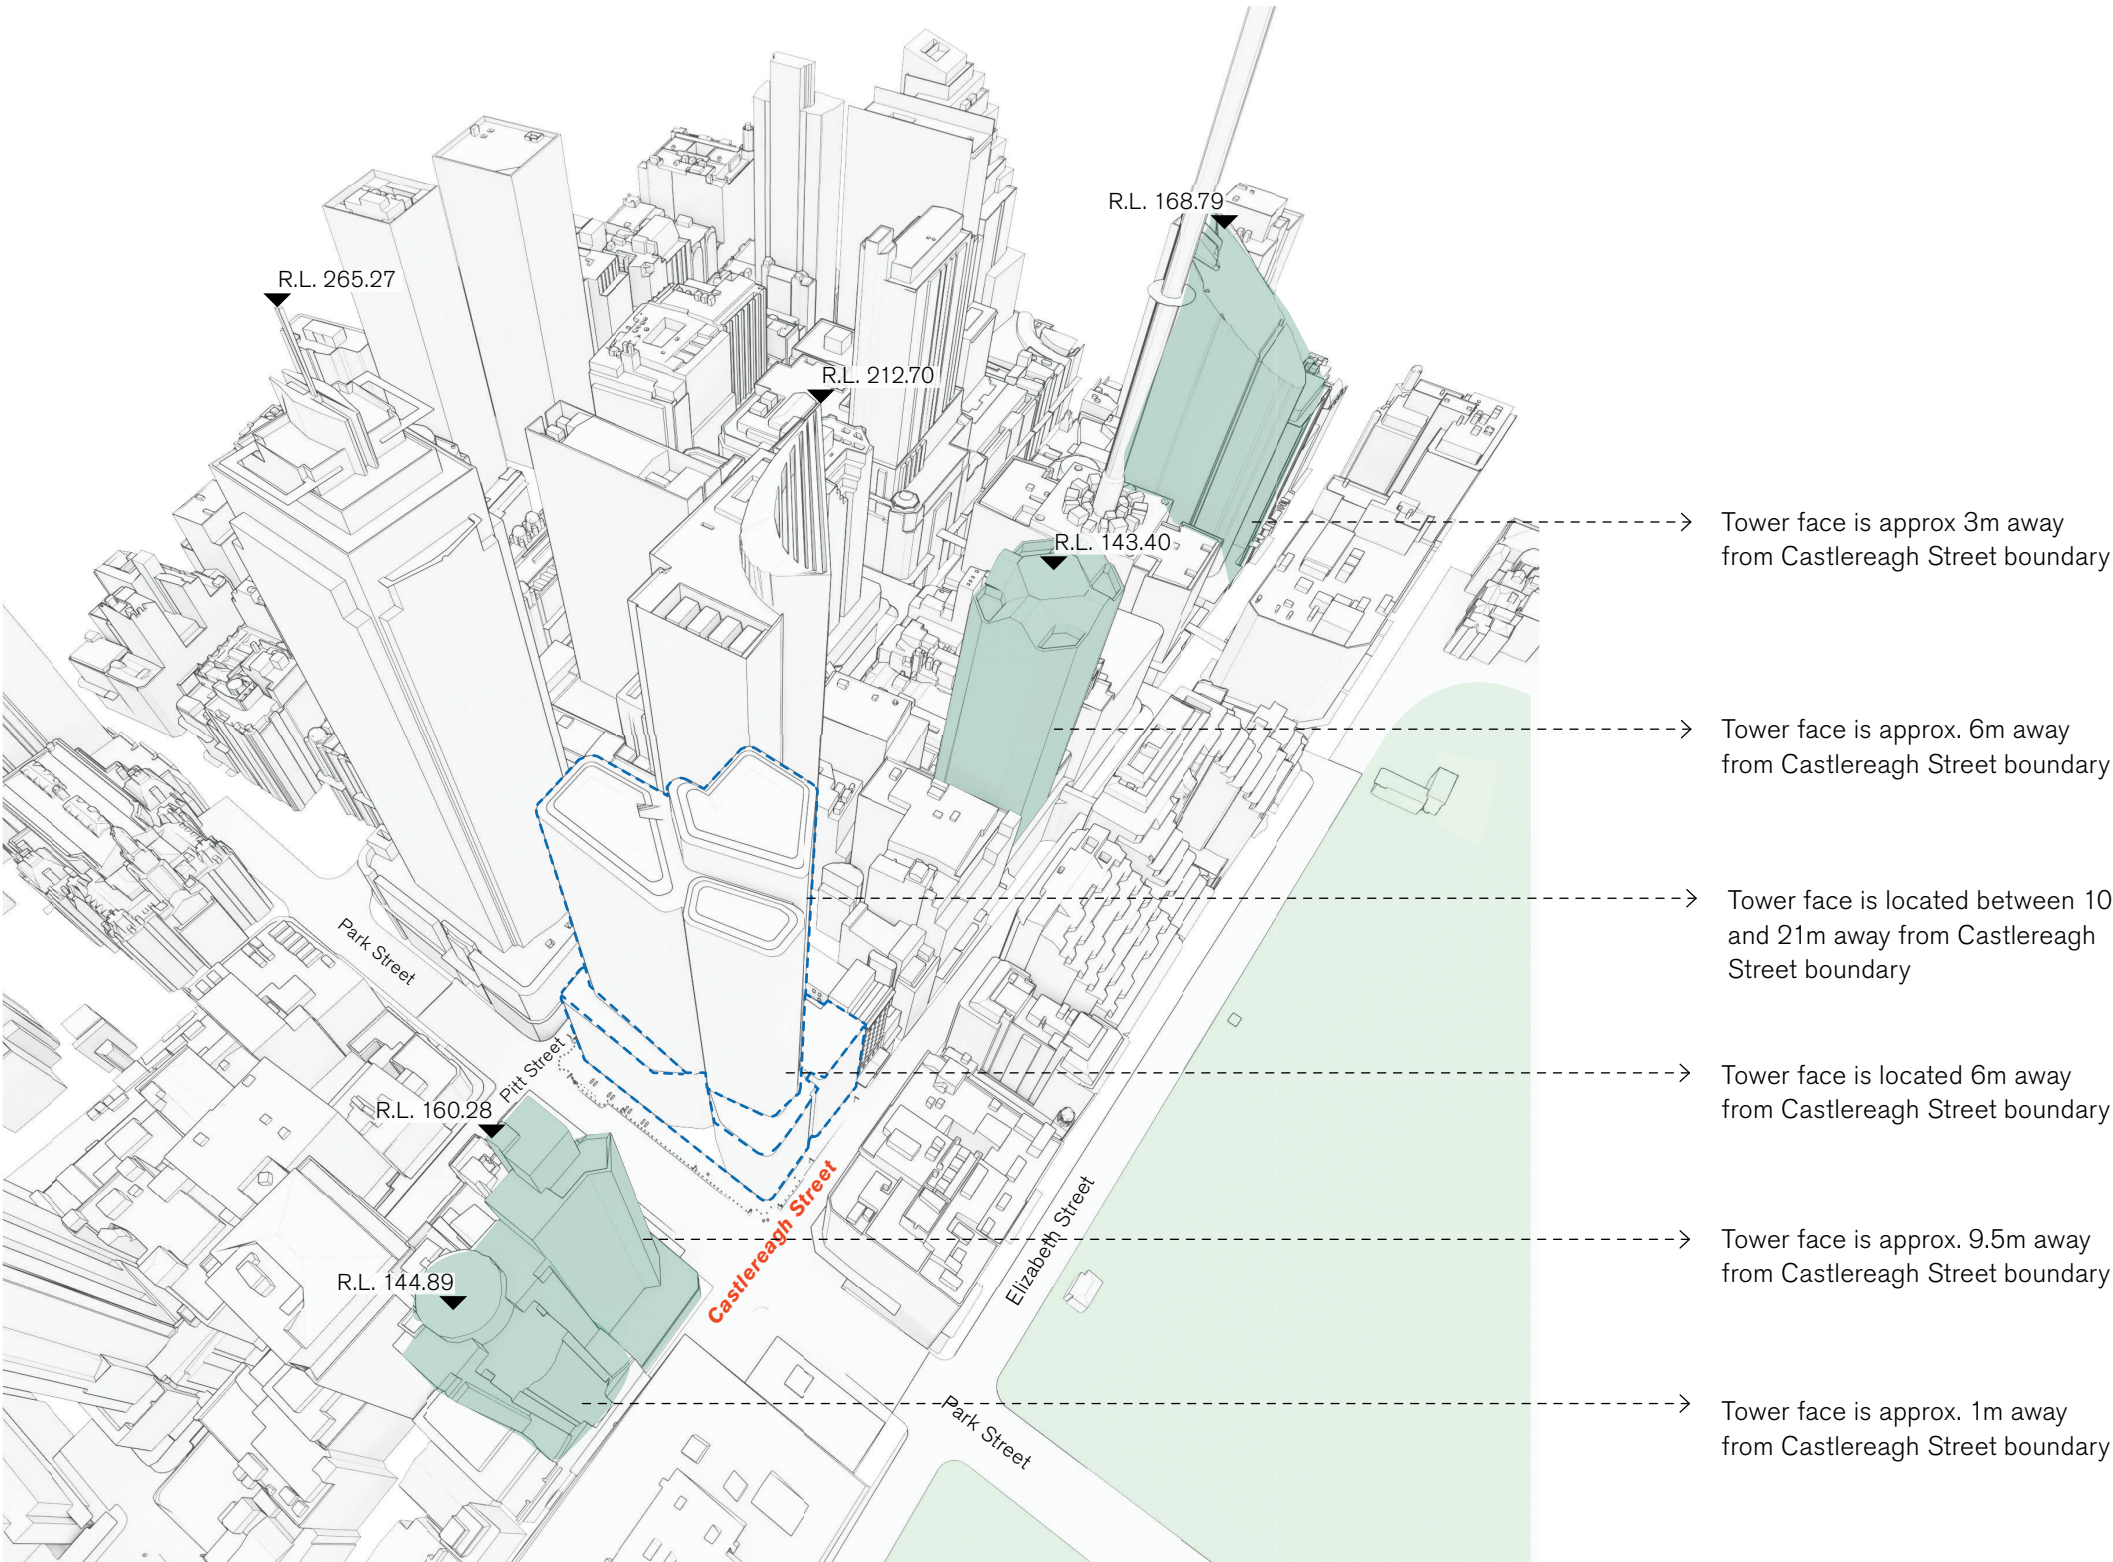 R.L. 168.79
R.L. 265.27
R.L. 212.70
R.L. 143.40
Tower face is approx 3m away
from Castlereagh Street boundary
Tower face is approx. 6m away
from Castlereagh Street boundary
Tower face is located between 10
and 21m away from Castlereagh
Street boundary
Park Street
Pitt Street
Tower face is located 6m away
from Castlereagh Street boundary
R.L. 160.28
Castlereagh Street
Elizabeth Street
Tower face is approx. 9.5m away
from Castlereagh Street boundary
R.L. 144.89
Park Street
Tower face is approx. 1m away
from Castlereagh Street boundary